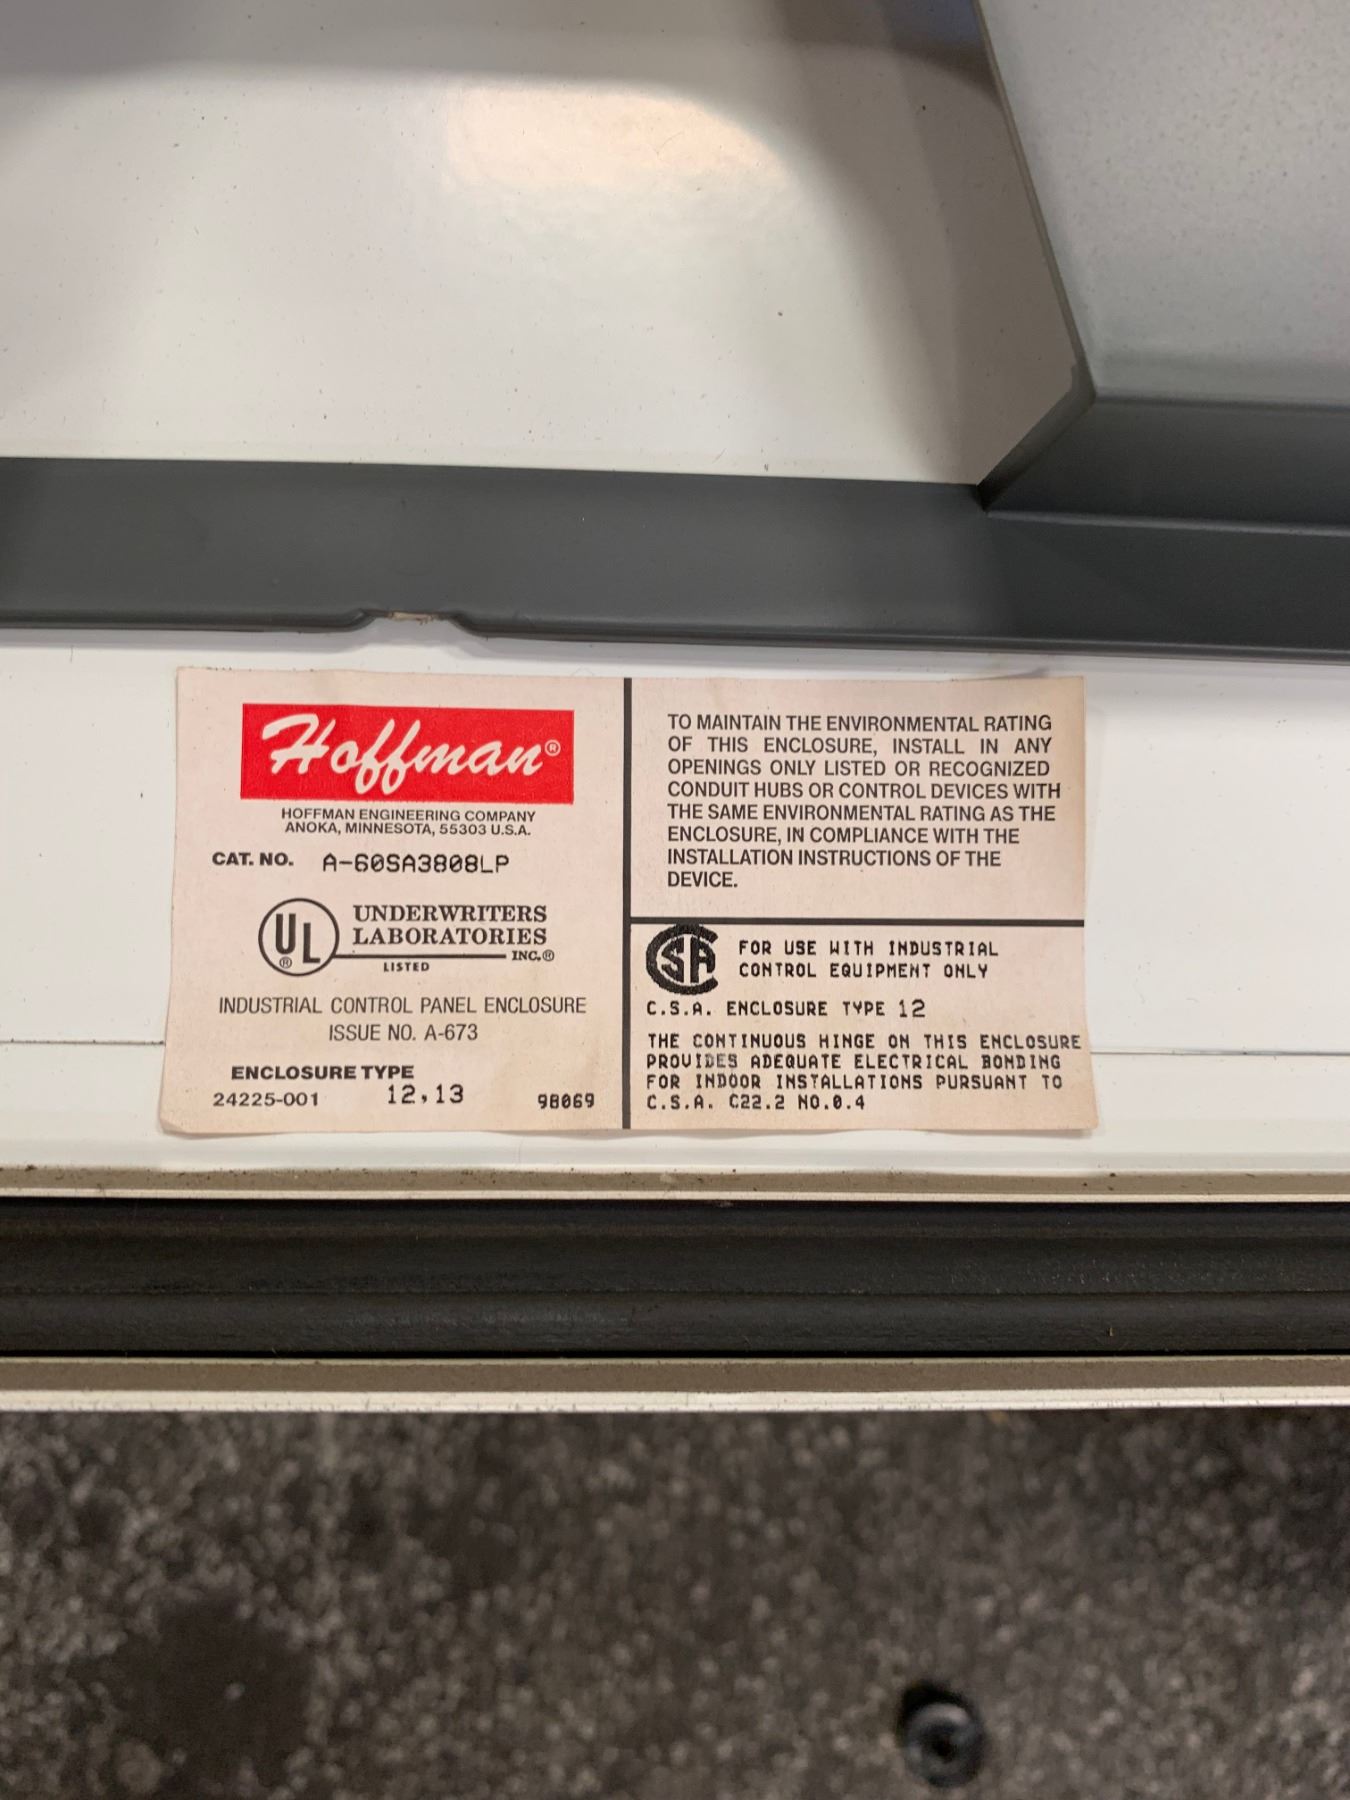 Hoffman®
HOFFMAN ENGINEERING COMPANY
ANOKA, MINNESOTA, 55303 U.S.A.
CAT. NO. A-60SA3808LP
UL®
UNDERWRITERS
LABORATORIES
INC.®
LISTED
INDUSTRIAL CONTROL PANEL ENCLOSURE
ISSUE NO. A-673
ENCLOSURE TYPE
24225-001 12,13 98069
TO MAINTAIN THE ENVIRONMENTAL RATING
OF THIS ENCLOSURE, INSTALL IN ANY
OPENINGS ONLY LISTED OR RECOGNIZED
CONDUIT HUBS OR CONTROL DEVICES WITH
THE SAME ENVIRONMENTAL RATING AS THE
ENCLOSURE, IN COMPLIANCE WITH THE
INSTALLATION INSTRUCTIONS OF THE
DEVICE.
CSA
FOR USE WITH INDUSTRIAL
CONTROL EQUIPMENT ONLY
C.S.A. ENCLOSURE TYPE 12
THE CONTINUOUS HINGE ON THIS ENCLOSURE
PROVIDES ADEQUATE ELECTRICAL BONDING
FOR INDOOR INSTALLATIONS PURSUANT TO
C.S.A. C22.2 NO.0.4